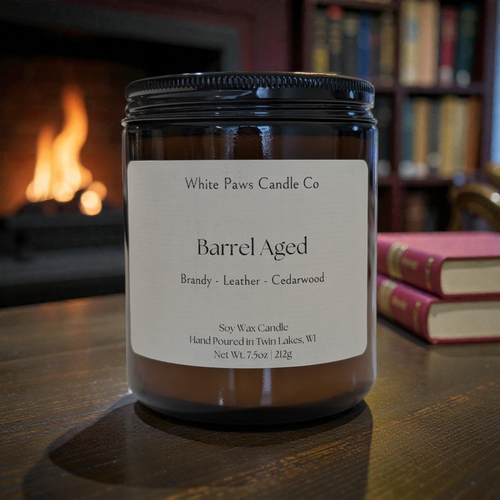 White Paws Candle Co
Barrel Aged
Brandy - Leather - Cedarwood
Soy Wax Candle
Hand Poured in Twin Lakes, WI
Net Wt. 7.5oz | 212g